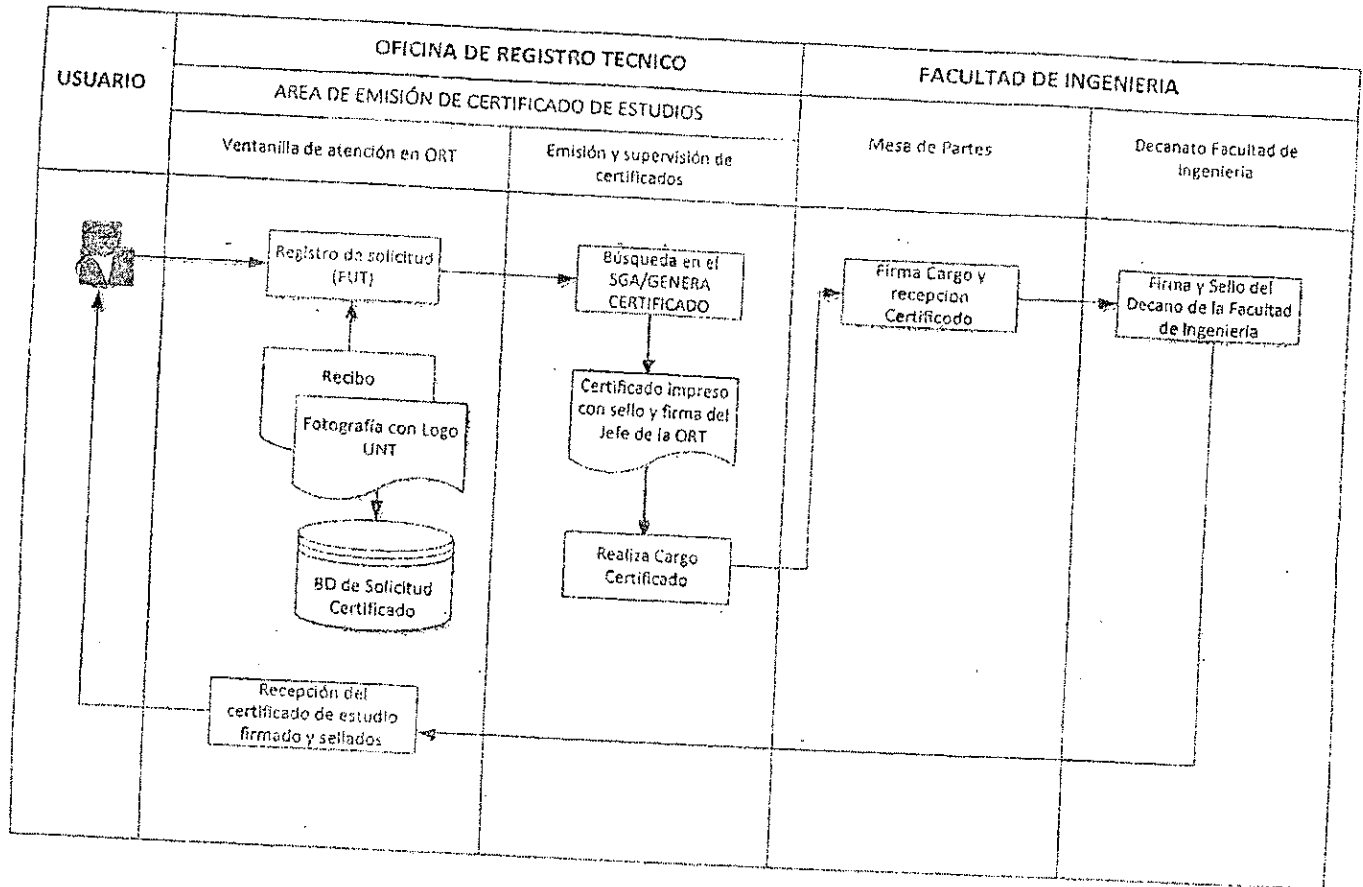 USUARIO
OFICINA DE REGISTRO TECNICO
FACULTAD DE INGENIERIA
AREA DE EMISIÓN DE CERTIFICADO DE ESTUDIOS
Ventanilla de atención en ORT
Emisión y supervisión de
certificados
Mesa de Partes
Decanato Facultad de
Ingeniería
Registro de solicitud
(FUT)
Búsqueda en el
SGA/GENERA
CERTIFICADO
Firma Cargo y
recepción
Certificado
Firma y Sello del
Decano de la Facultad
de Ingeniería
Recibo
Fotografía con Logo
UNT
Certificado impreso
con sello y firma del
Jefe de la ORT
BD de Solicitud
Certificado
Realiza Cargo
Certificado
Recepción del
certificado de estudio
firmado y sellados